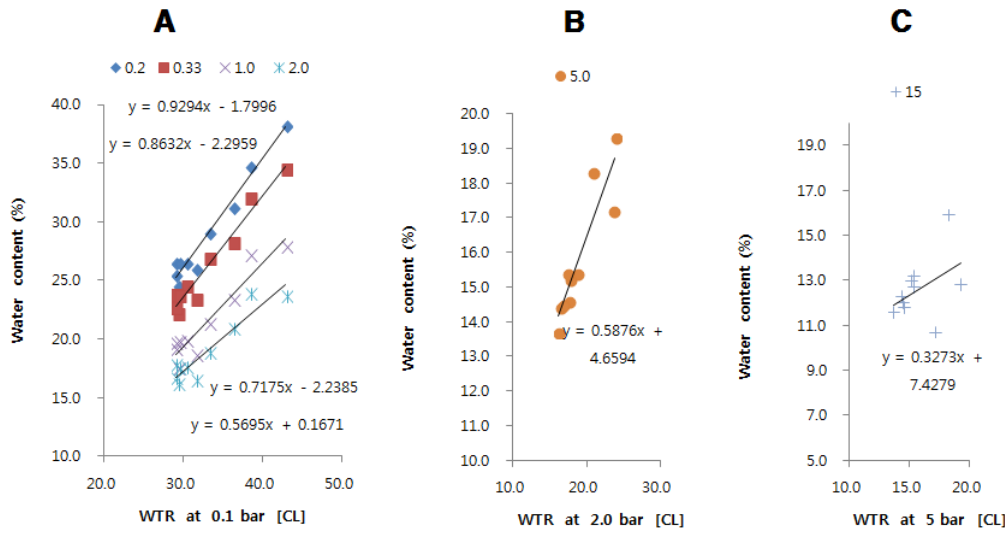 A
0.2 0.33 1.0 2.0
y = 0.9294x - 1.7996
y = 0.8632x - 2.2959
40.0
35.0
30.0
25.0
20.0
15.0
10.0
Water content (%)
y = 0.7175x - 2.2385
y = 0.5695x + 0.1671
20.0 30.0 40.0 50.0
WTR at 0.1 bar [CL]
B
5.0
20.0
19.0
18.0
17.0
16.0
15.0
14.0
13.0
12.0
11.0
10.0
Water content (%)
y = 0.5876x +
4.6594
10.0 20.0 30.0
WTR at 2.0 bar [CL]
C
15
19.0
17.0
15.0
13.0
11.0
9.0
7.0
5.0
Water content (%)
y = 0.3273x +
7.4279
10.0 15.0 20.0
WTR at 5 bar [CL]